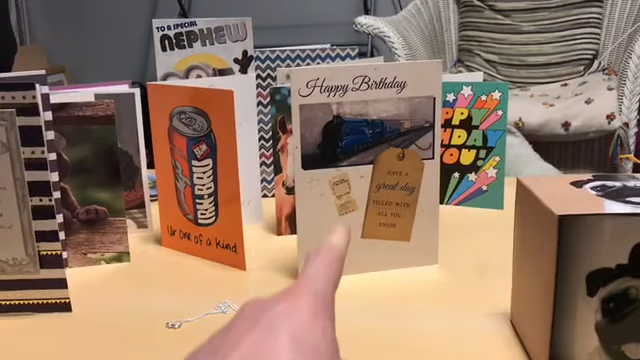 TO A SPECIAL
NEPHEW
Happy Birthday
HAVE A
great day
FILLED WITH
ALL YOU
ENJOY
IRN-BRU
Ur One of a Kind
PPY
HDAY
YOU!